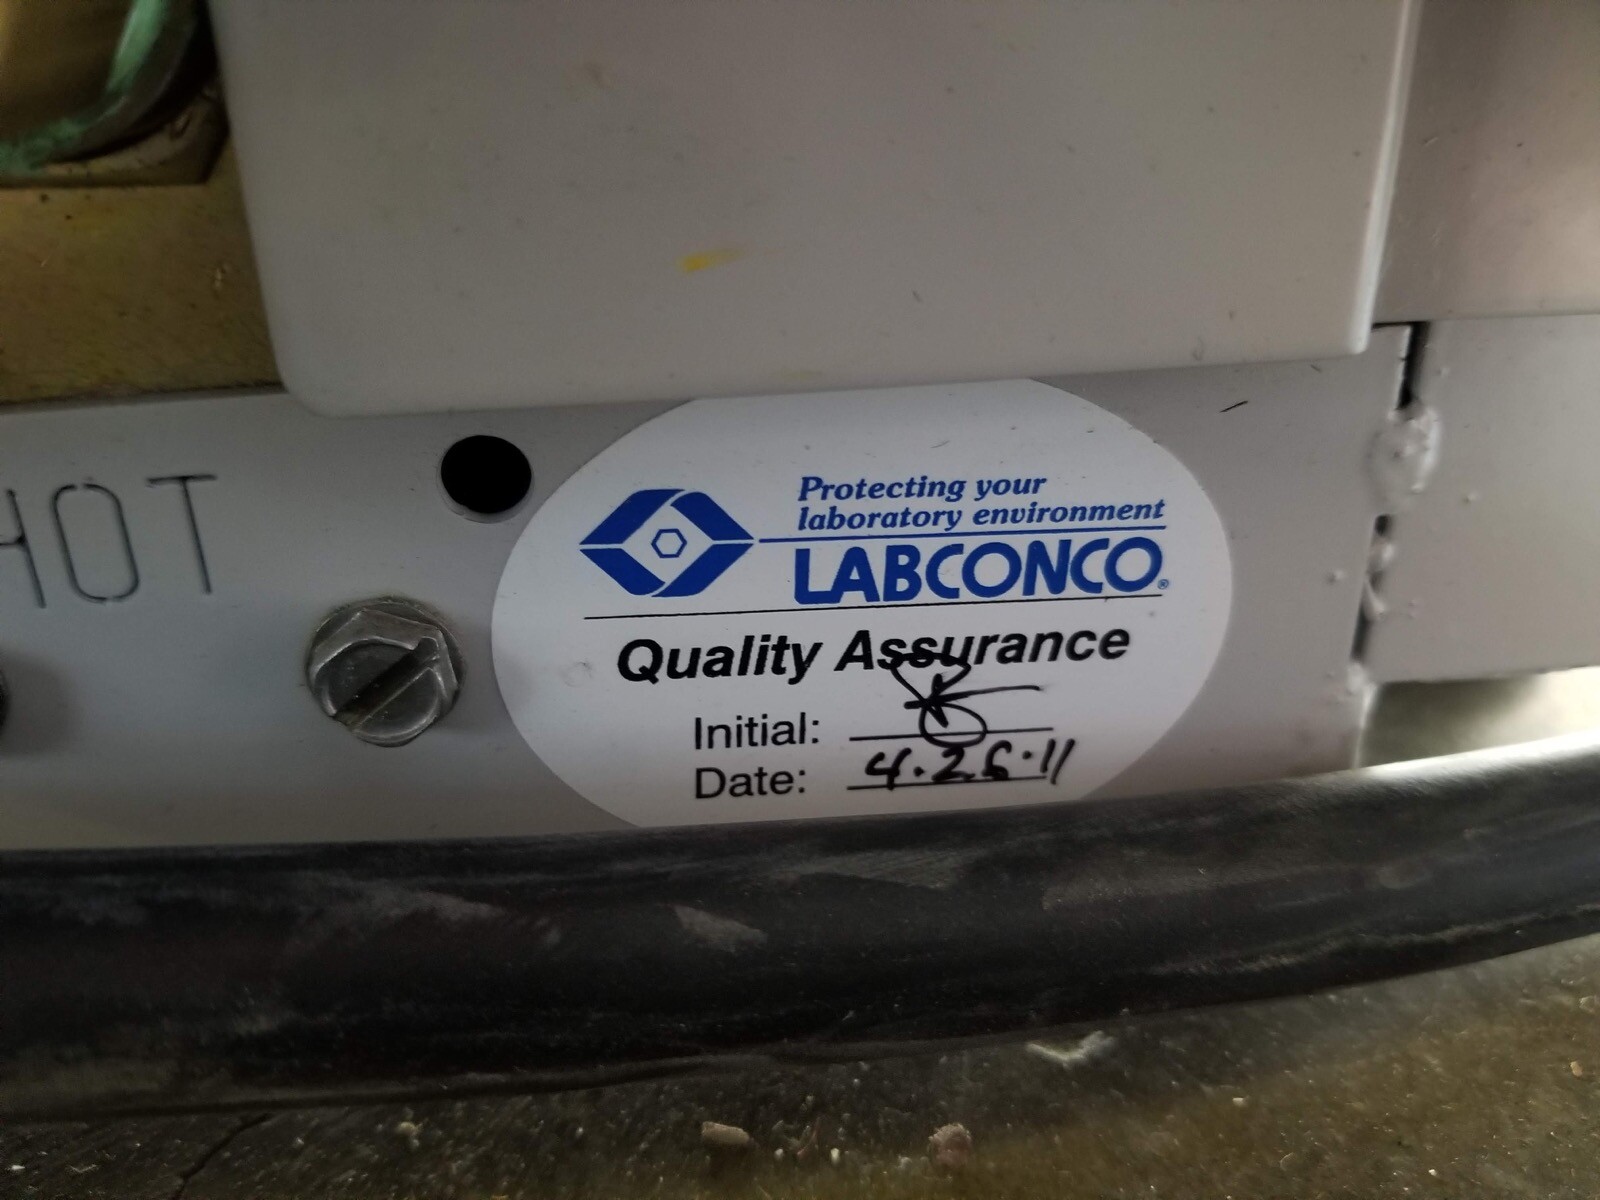 HOT
Protecting your
laboratory environment
LABCONCO®
Quality Assurance
Initial:
Date: 4.26.11